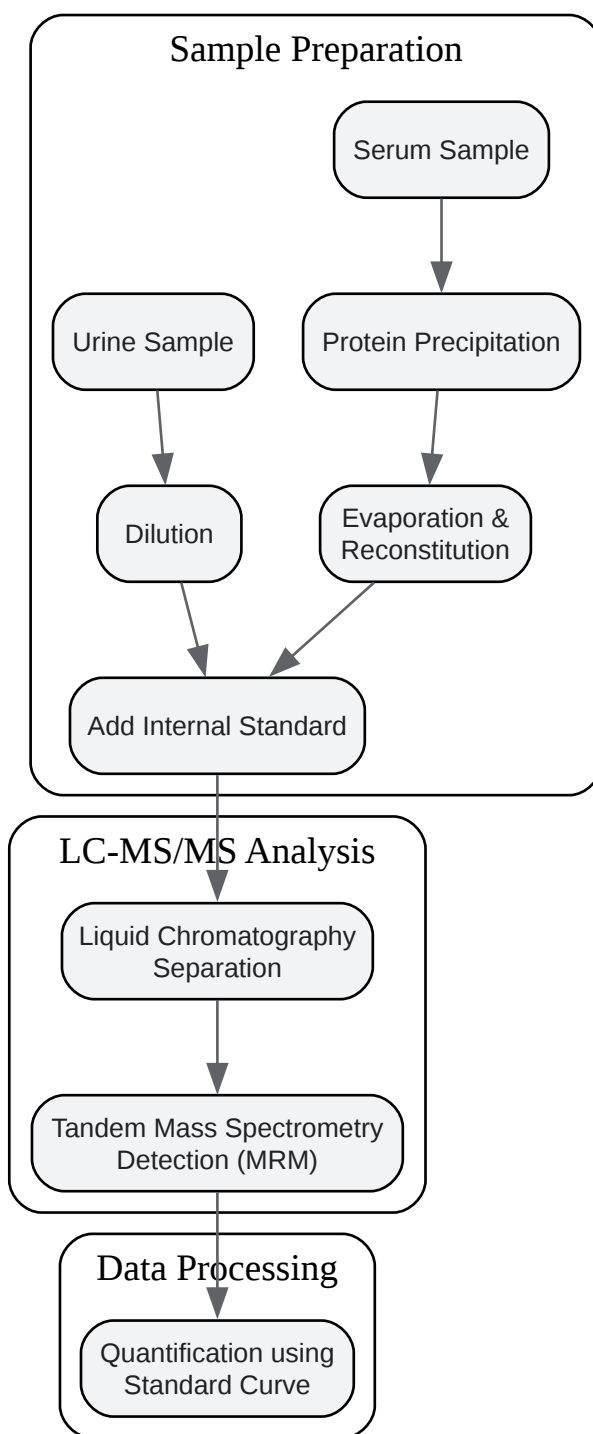 Sample Preparation
Serum Sample
Urine Sample
Protein Precipitation
Dilution
Evaporation &
Reconstitution
Add Internal Standard
LC-MS/MS Analysis
Liquid Chromatography
Separation
Tandem Mass Spectrometry
Detection (MRM)
Data Processing
Quantification using
Standard Curve